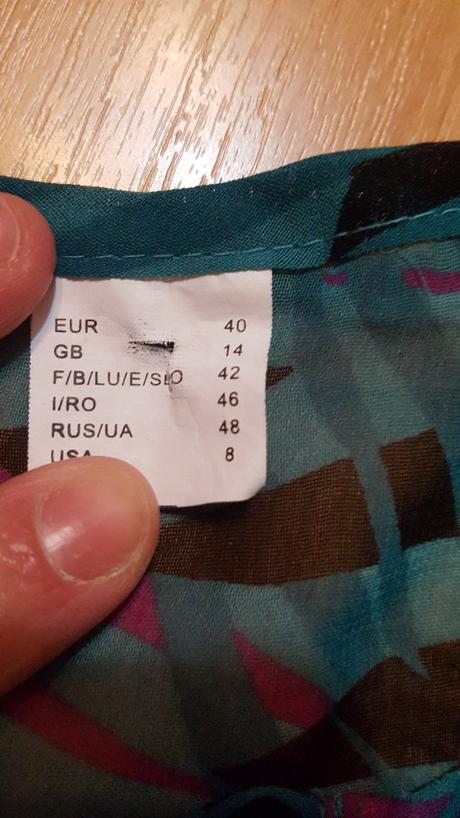 EUR 40
GB 14
F/B/LU/E/SLO 42
I/RO 46
RUS/UA 48
USA 8